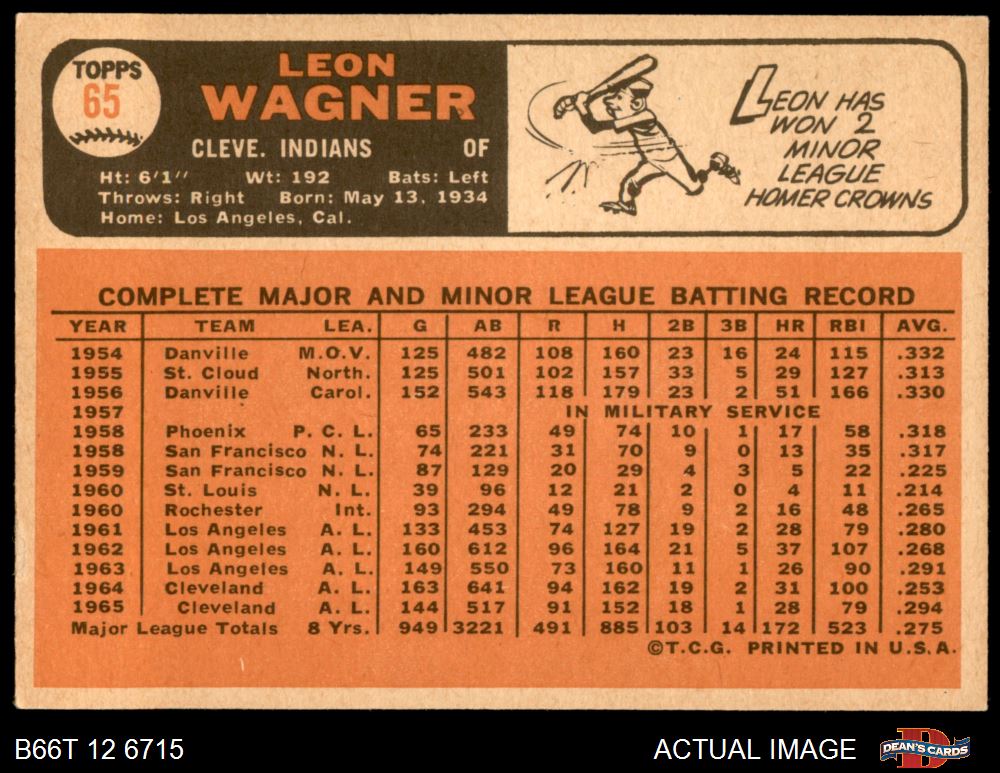 TOPPS
65
LEON
WAGNER
CLEVE. INDIANS OF
Ht: 6'1" Wt: 192 Bats: Left
Throws: Right Born: May 13, 1934
Home: Los Angeles, Cal.
LEON HAS
WON 2
MINOR
LEAGUE
HOMER CROWNS
COMPLETE MAJOR AND MINOR LEAGUE BATTING RECORD
YEAR TEAM LEA. G AB R H 2B 3B HR RBI AVG.
1954 Danville M.O.V. 125 482 108 160 23 16 24 115 .332
1955 St. Cloud North. 125 501 102 157 33 5 29 127 .313
1956 Danville Carol. 152 543 118 179 23 2 51 166 .330
1957 IN MILITARY SERVICE
1958 Phoenix P. C. L. 65 233 49 74 10 1 17 58 .318
1958 San Francisco N. L. 74 221 31 70 9 0 13 35 .317
1959 San Francisco N. L. 87 129 20 29 4 3 5 22 .225
1960 St. Louis N. L. 39 96 12 21 2 0 4 11 .214
1960 Rochester Int. 93 294 49 78 9 2 16 48 .265
1961 Los Angeles A. L. 133 453 74 127 19 2 28 79 .280
1962 Los Angeles A. L. 160 612 96 164 21 5 37 107 .268
1963 Los Angeles A. L. 149 550 73 160 11 1 26 90 .291
1964 Cleveland A. L. 163 641 94 162 19 2 31 100 .253
1965 Cleveland A. L. 144 517 91 152 18 1 28 79 .294
Major League Totals 8 Yrs. 949 3221 491 885 103 14 172 523 .275
©T.C.G. PRINTED IN U.S.A.
B66T 12 6715 ACTUAL IMAGE DEAN'S CARDS